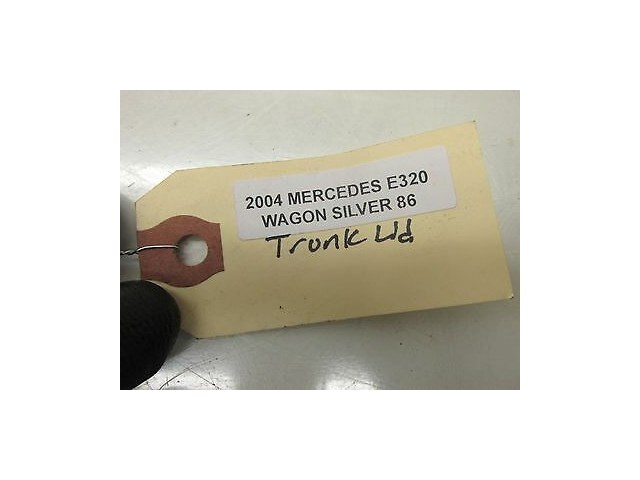 2004 MERCEDES E320
WAGON SILVER 86
Trunk Lid